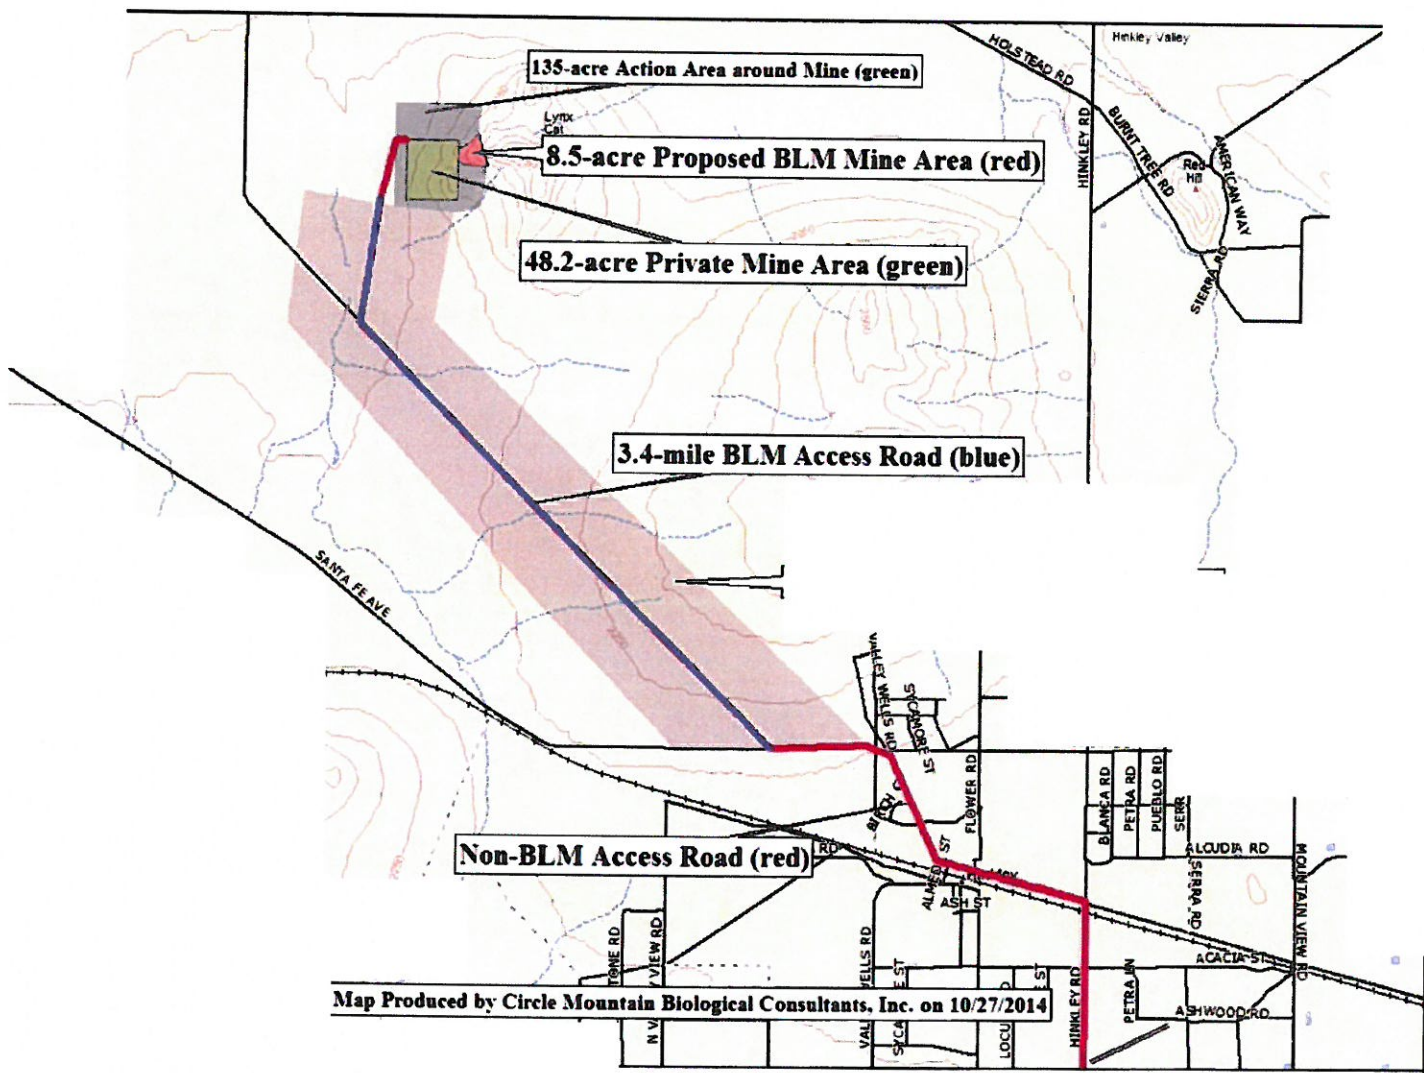 HOLSTEAD RD
Hinkley Valley
135-acre Action Area around Mine (green)
Lynx
Cat
8.5-acre Proposed BLM Mine Area (red)
HINKLEY RD
BURNT TREE RD
AMERICAN WAY
Red
Hill
48.2-acre Private Mine Area (green)
SIERRA RD
3.4-mile BLM Access Road (blue)
SANTA FE AVE
VALLEY WELLS RD
SYCAMORE ST
FLOWER RD
BIRCH
BLANCA RD
PETRA RD
PUEBLO RD
SERR
Non-BLM Access Road (red)
RD
ST
ALCUDIA RD
SERRA RD
MOUNTAIN VIEW RD
ASH ST
ACACIA ST
VIEW RD
HINKLEY RD
PETRA LN
ASHWOOD RD
Map Produced by Circle Mountain Biological Consultants, Inc. on 10/27/2014